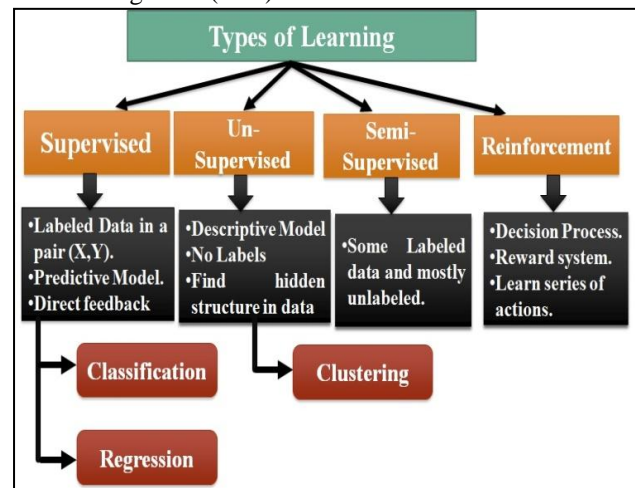 Types of Learning
Supervised
Un-
Supervised
Semi-
Supervised
Reinforcement
•Labeled Data in a
pair (X,Y).
•Predictive Model.
•Direct feedback
•Descriptive Model
•No Labels
•Find hidden
structure in data
•Some Labeled
data and mostly
unlabeled.
•Decision Process.
•Reward system.
•Learn series of
actions.
Classification
Clustering
Regression